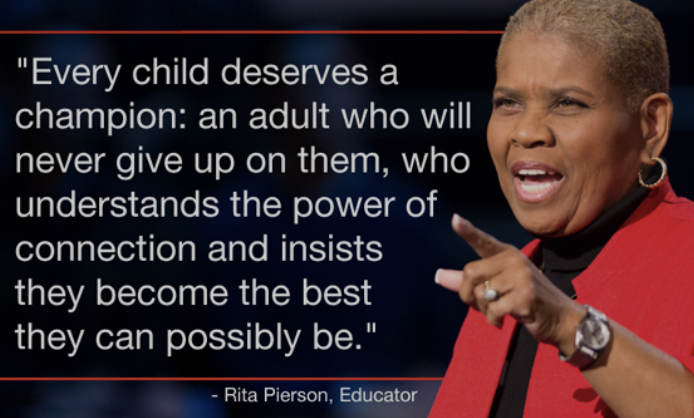 "Every child deserves a
champion: an adult who will
never give up on them, who
understands the power of
connection and insists
they become the best
they can possibly be."
- Rita Pierson, Educator